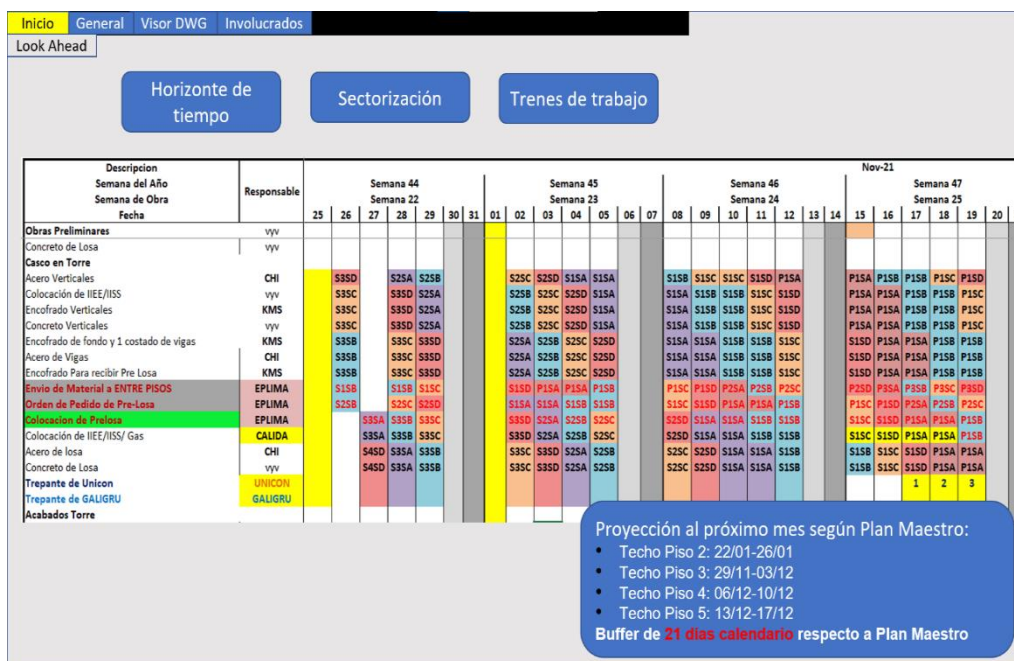 Inicio General Visor DWG Involucrados
Look Ahead
Horizonte de
tiempo
Sectorización
Trenes de trabajo
Descripcion Responsable Nov-21
Semana del Año Semana 44 Semana 45 Semana 46 Semana 47
Semana de Obra Semana 22 Semana 23 Semana 24 Semana 25
Fecha 25 26 27 28 29 30 31 01 02 03 04 05 06 07 08 09 10 11 12 13 14 15 16 17 18 19 20
Obras Preliminares vyv
Concreto de Losa vyv
Casco en Torre
Acero Verticales CHI S3SD S2SA S2SB S2SC S2SD S1SA S1SA S1SB S1SC S1SC S1SD P1SA P1SA P1SB P1SB P1SC P1SD
Colocación de IIEE/IISS vyv S3SC S3SD S2SA S2SB S2SC S2SD S1SA S1SA S1SB S1SB S1SC S1SD P1SA P1SA P1SB P1SB P1SC
Encofrado Verticales KMS S3SC S3SD S2SA S2SB S2SC S2SD S1SA S1SA S1SB S1SB S1SC S1SD P1SA P1SA P1SB P1SB P1SC
Concreto Verticales vyv S3SC S3SD S2SA S2SB S2SC S2SD S1SA S1SA S1SB S1SB S1SC S1SD P1SA P1SA P1SB P1SB P1SC
Encofrado de fondo y 1 costado de vigas KMS S3SB S3SC S3SD S2SA S2SB S2SC S2SD S1SA S1SA S1SB S1SB S1SC S1SD P1SA P1SA P1SB P1SB
Acero de Vigas CHI S3SB S3SC S3SD S2SA S2SB S2SC S2SD S1SA S1SA S1SB S1SB S1SC S1SD P1SA P1SA P1SB P1SB
Encofrado Para recibir Pre Losa KMS S3SB S3SC S3SD S2SA S2SB S2SC S2SD S1SA S1SA S1SB S1SB S1SC S1SD P1SA P1SA P1SB P1SB
Envio de Material a ENTRE PISOS EPLIMA S1SB S1SB S1SC S1SD P1SA P1SA P1SB P1SC P1SD P2SA P2SB P2SC P2SD P3SA P3SB P3SC P3SD
Orden de Pedido de Pre-Losa EPLIMA S2SB S2SC S2SD S1SA S1SA S1SB S1SB S1SC S1SD P1SA P1SA P1SB P1SC P1SD P2SA P2SB P2SC
Colocacion de Prelosa EPLIMA S3SA S3SB S3SC S3SD S2SA S2SB S2SC S2SD S1SA S1SA S1SB S1SB S1SC S1SD P1SA P1SA P1SB
Colocación de IIEE/IISS/ Gas CALIDA S3SA S3SB S3SC S3SD S2SA S2SB S2SC S2SD S1SA S1SA S1SB S1SB S1SC S1SD P1SA P1SA P1SB
Acero de losa CHI S4SD S3SA S3SB S3SC S3SD S2SA S2SB S2SC S2SD S1SA S1SA S1SB S1SB S1SC S1SD P1SA P1SA
Concreto de Losa vyv S4SD S3SA S3SB S3SC S3SD S2SA S2SB S2SC S2SD S1SA S1SA S1SB S1SB S1SC S1SD P1SA P1SA
Trepante de Unicon UNICON 1 2 3
Trepante de GALIGRU GALIGRU
Acabados Torre
Proyección al próximo mes según Plan Maestro:
• Techo Piso 2: 22/01-26/01
• Techo Piso 3: 29/11-03/12
• Techo Piso 4: 06/12-10/12
• Techo Piso 5: 13/12-17/12
Buffer de 21 dias calendario respecto a Plan Maestro